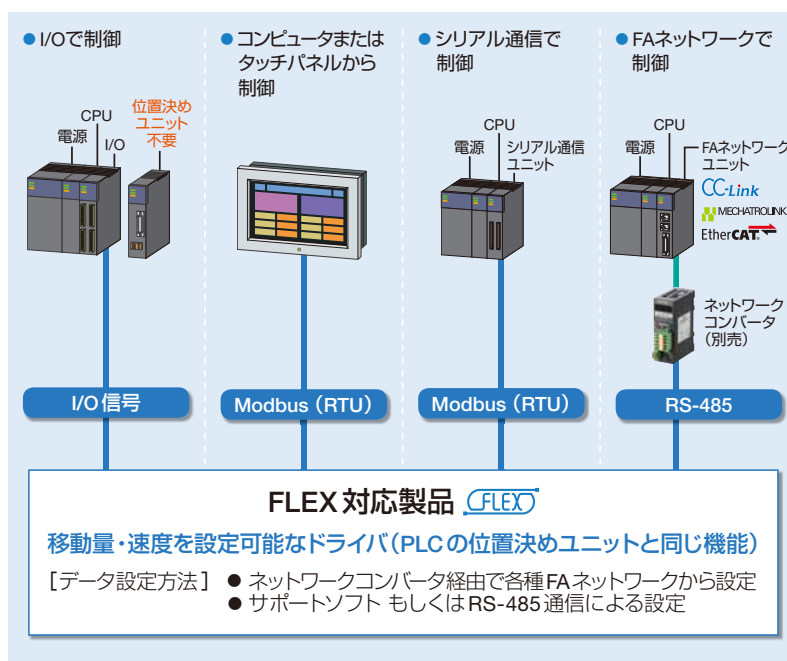 ● I/Oで制御
CPU
電源
I/O
位置決め
ユニット
不要
I/O信号
● コンピュータまたは
タッチパネルから
制御
Modbus（RTU）
● シリアル通信で
制御
CPU
電源
シリアル通信
ユニット
Modbus（RTU）
● FAネットワークで
制御
CPU
電源
FAネットワーク
ユニット
CC-Link
MECHATROLINK
EtherCAT
ネットワーク
コンバータ
（別売）
RS-485
FLEX対応製品 FLEX
移動量・速度を設定可能なドライバ（PLCの位置決めユニットと同じ機能）
［データ設定方法］ ● ネットワークコンバータ経由で各種FAネットワークから設定
● サポートソフト もしくはRS-485通信による設定